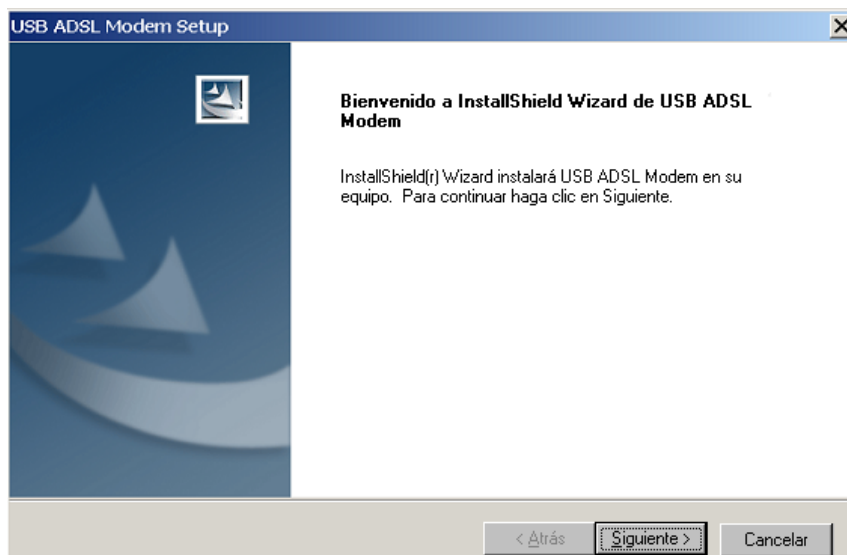 USB ADSL Modem Setup
Bienvenido a InstallShield Wizard de USB ADSL
Modem
InstallShield(r) Wizard instalará USB ADSL Modem en su
equipo. Para continuar haga clic en Siguiente.
< Atrás Siguiente > Cancelar